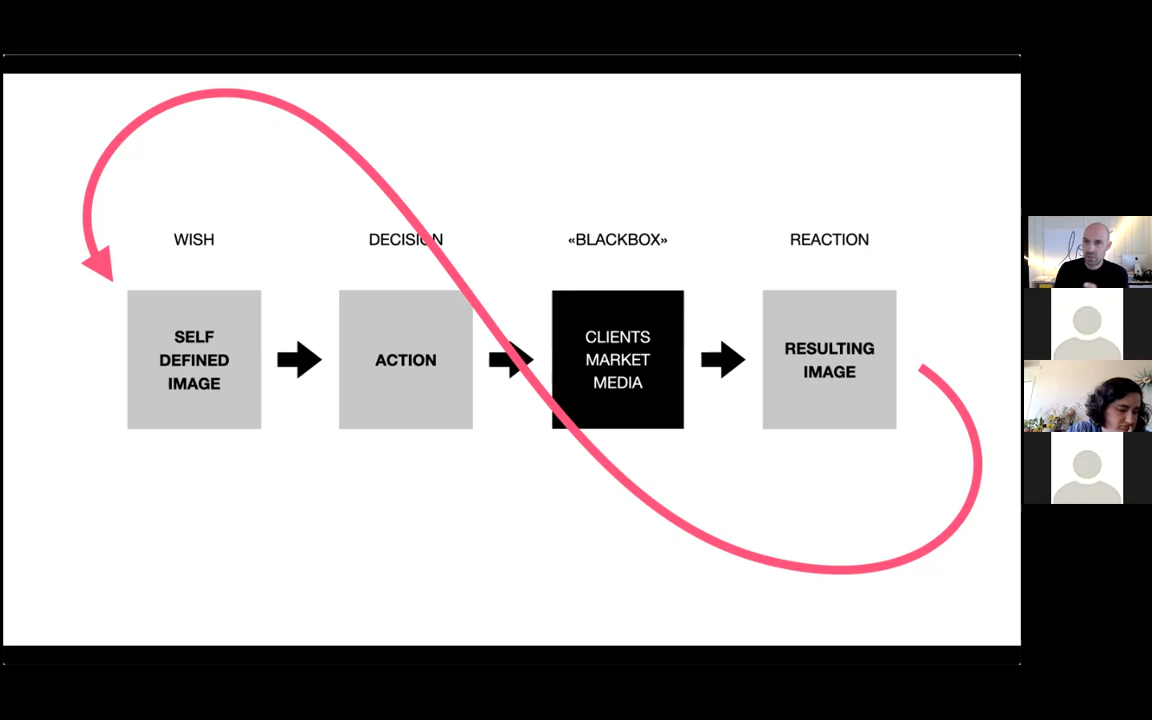 WISH
DECISION
«BLACKBOX»
REACTION
SELF
DEFINED
IMAGE
ACTION
CLIENTS
MARKET
MEDIA
RESULTING
IMAGE